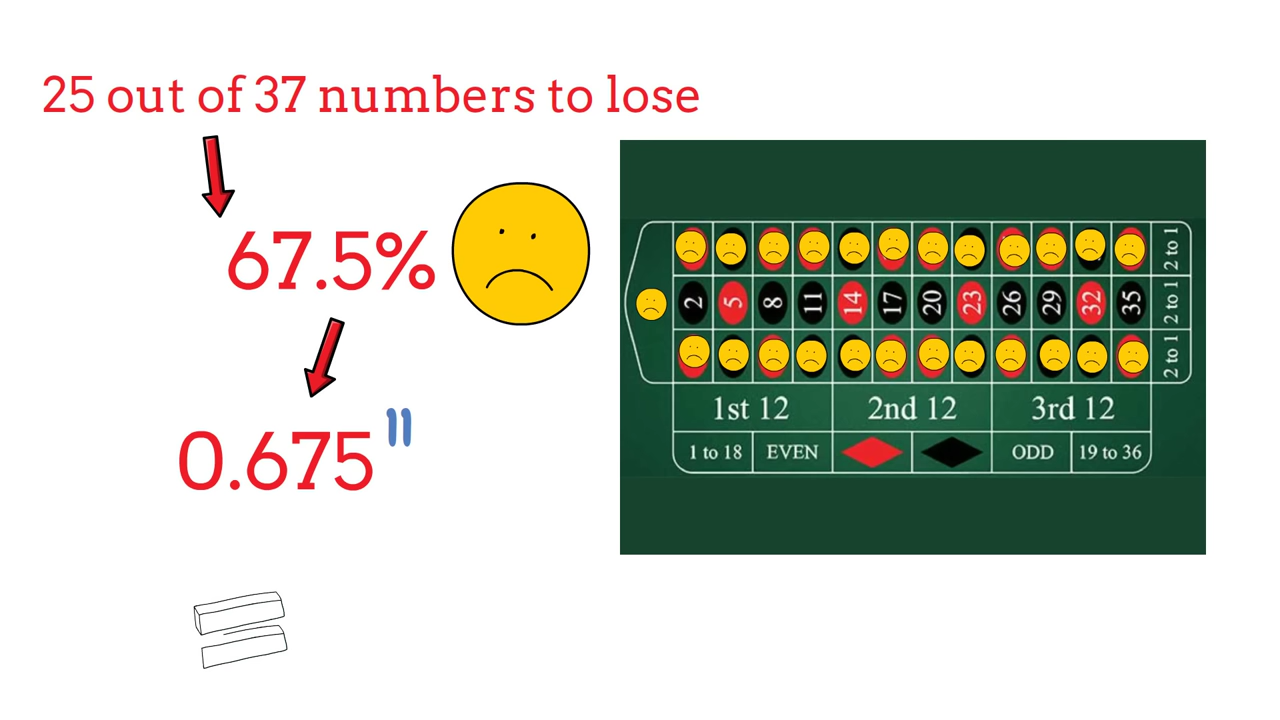 25 out of 37 numbers to lose
67.5%
0.675 11
2 5 8 11 14 17 20 23 26 29 32 35
2 to 1
2 to 1
2 to 1
1st 12 2nd 12 3rd 12
1 to 18 EVEN ODD 19 to 36